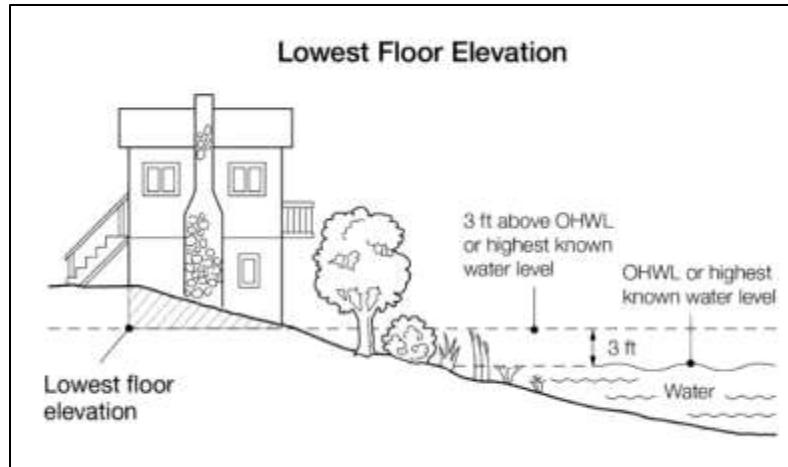 Lowest Floor Elevation
3 ft above OHWL
or highest known
water level
OHWL or highest
known water level
3 ft
Water
Lowest floor
elevation